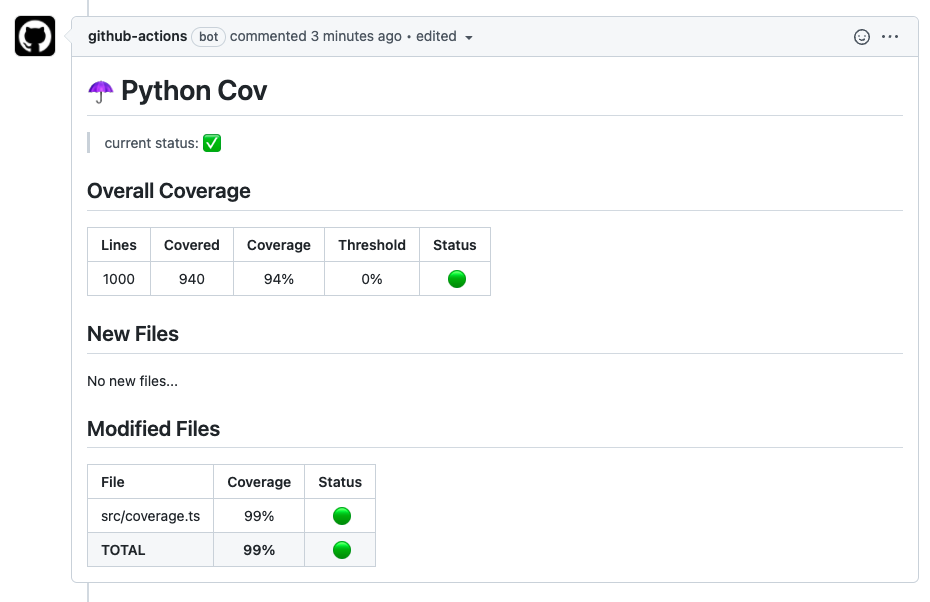 github-actions bot commented 3 minutes ago • edited
☂ Python Cov
current status: ✅
Overall Coverage
Lines Covered Coverage Threshold Status
1000 940 94% 0% 🟢
New Files
No new files...
Modified Files
File Coverage Status
src/coverage.ts 99% 🟢
TOTAL 99% 🟢